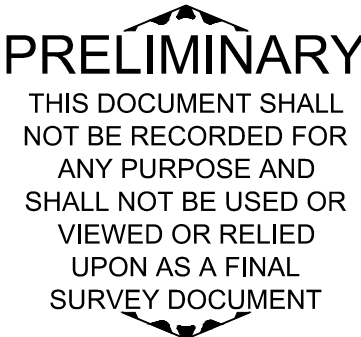 PRELIMINARY
THIS DOCUMENT SHALL
NOT BE RECORDED FOR
ANY PURPOSE AND
SHALL NOT BE USED OR
VIEWED OR RELIED
UPON AS A FINAL
SURVEY DOCUMENT